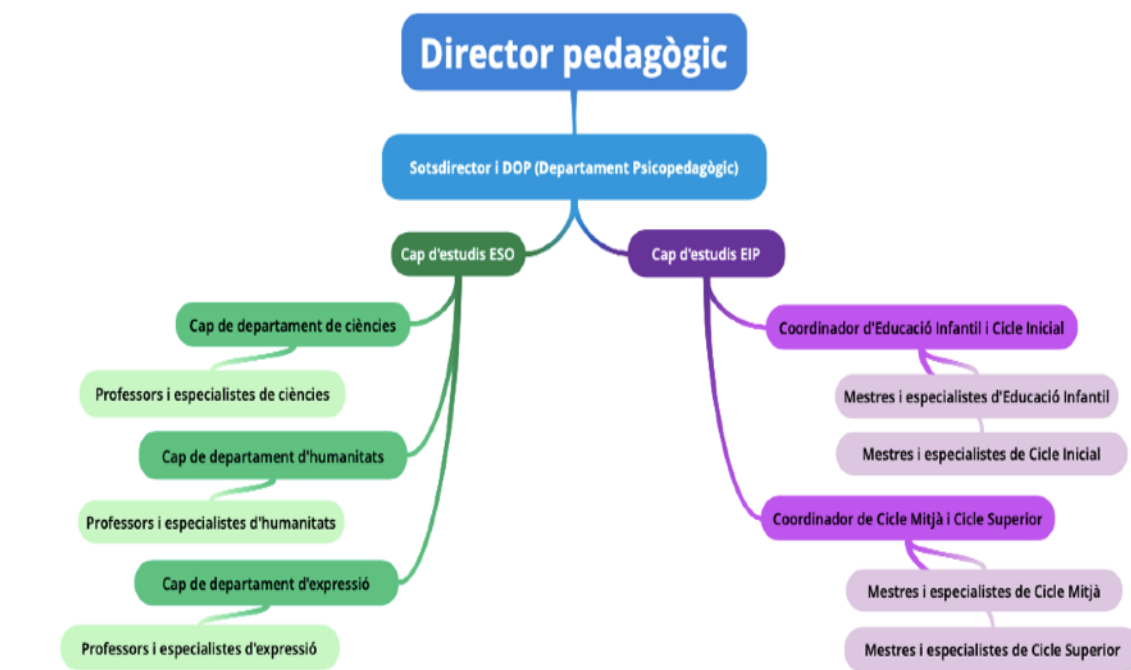 Director pedagògic
Sotsdirector i DOP (Departament Psicopedagògic)
Cap d'estudis ESO
Cap de departament de ciències
Professors i especialistes de ciències
Cap de departament d'humanitats
Professors i especialistes d'humanitats
Cap de departament d'expressió
Professors i especialistes d'expressió
Cap d'estudis EIP
Coordinador d'Educació Infantil i Cicle Inicial
Mestres i especialistes d'Educació Infantil
Mestres i especialistes de Cicle Inicial
Coordinador de Cicle Mitjà i Cicle Superior
Mestres i especialistes de Cicle Mitjà
Mestres i especialistes de Cicle Superior